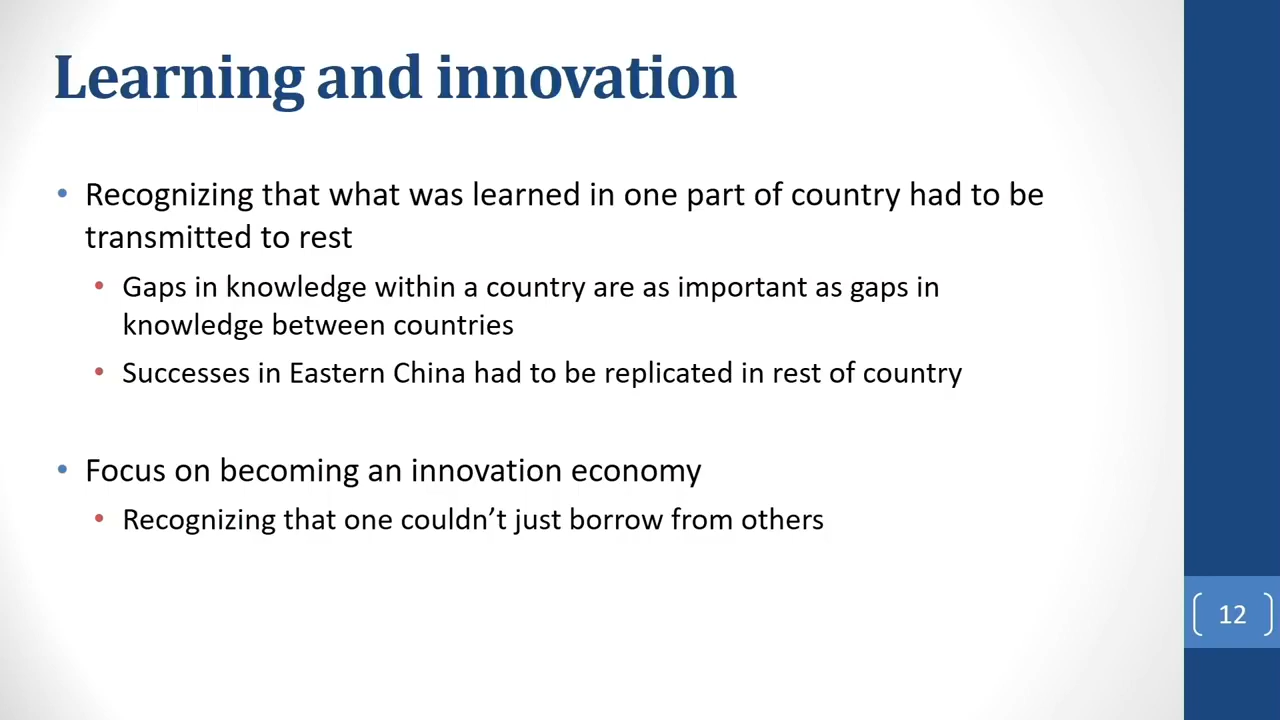 Learning and innovation
• Recognizing that what was learned in one part of country had to be
transmitted to rest
• Gaps in knowledge within a country are as important as gaps in
knowledge between countries
• Successes in Eastern China had to be replicated in rest of country
• Focus on becoming an innovation economy
• Recognizing that one couldn’t just borrow from others
12